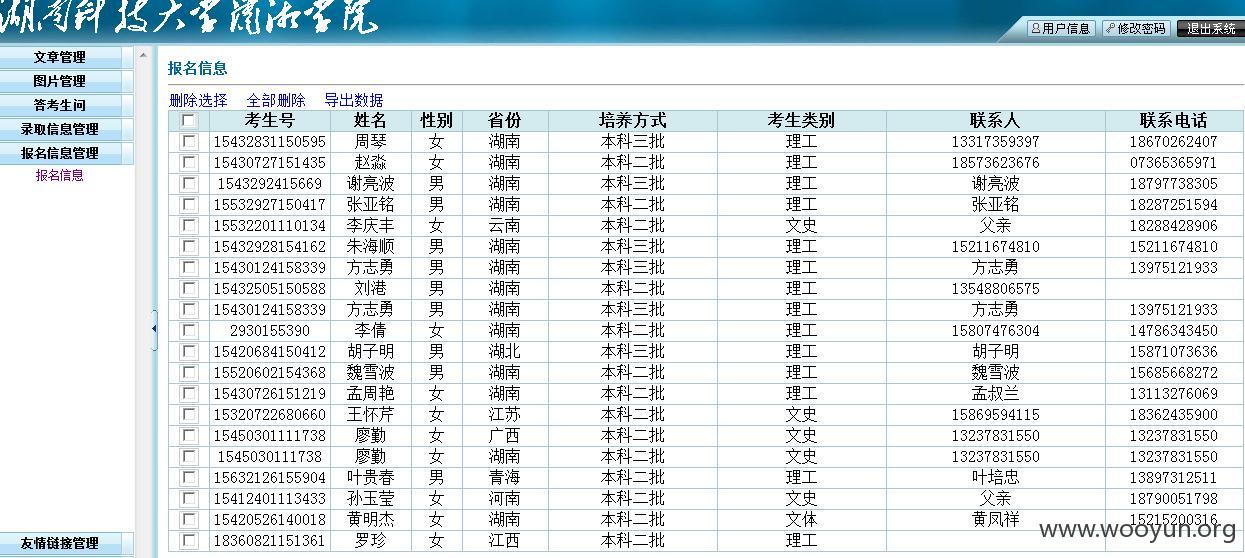 湖南科技大学潇湘学院
用户信息 修改密码 退出系统
文章管理
图片管理
答考生问
录取信息管理
报名信息管理
报名信息
友情链接管理
报名信息
删除选择 全部删除 导出数据
考生号 姓名 性别 省份 培养方式 考生类别 联系人 联系电话
15432831150595 周琴 女 湖南 本科三批 理工 13317359397 18670262407
15430727151435 赵淼 女 湖南 本科二批 理工 18573623676 07365365971
1543292415669 谢亮波 男 湖南 本科三批 理工 谢亮波 18797738305
15532927150417 张亚铭 男 湖南 本科二批 理工 张亚铭 18287251594
15532201110134 李庆丰 女 云南 本科二批 文史 父亲 18288428906
15432928154162 朱海顺 男 湖南 本科三批 理工 15211674810 15211674810
15430124158339 方志勇 男 湖南 本科三批 理工 方志勇 13975121933
15432505150588 刘港 男 湖南 本科二批 理工 13548806575
15430124158339 方志勇 男 湖南 本科三批 理工 方志勇 13975121933
2930155390 李倩 女 湖南 本科二批 理工 15807476304 14786343450
15420684150412 胡子明 男 湖北 本科三批 理工 胡子明 15871073636
15520602154368 魏雪波 男 湖南 本科二批 理工 魏雪波 15685668272
15430726151219 孟周艳 女 湖南 本科二批 理工 孟叔兰 13113276069
15320722680660 王怀芹 女 江苏 本科二批 文史 15869594115 18362435900
15450301111738 廖勤 女 广西 本科二批 文史 13237831550 13237831550
1545030111738 廖勤 女 湖南 本科二批 文史 13237831550 13237831550
15632126155904 叶贵春 男 青海 本科二批 理工 叶培忠 13897312511
15412401113433 孙玉莹 女 河南 本科二批 文史 父亲 18790051798
15420526140018 黄明杰 女 湖南 本科二批 文体 黄凤祥 15215200316
18360821151361 罗珍 女 江西 本科二批 理工
www.wooyun.org